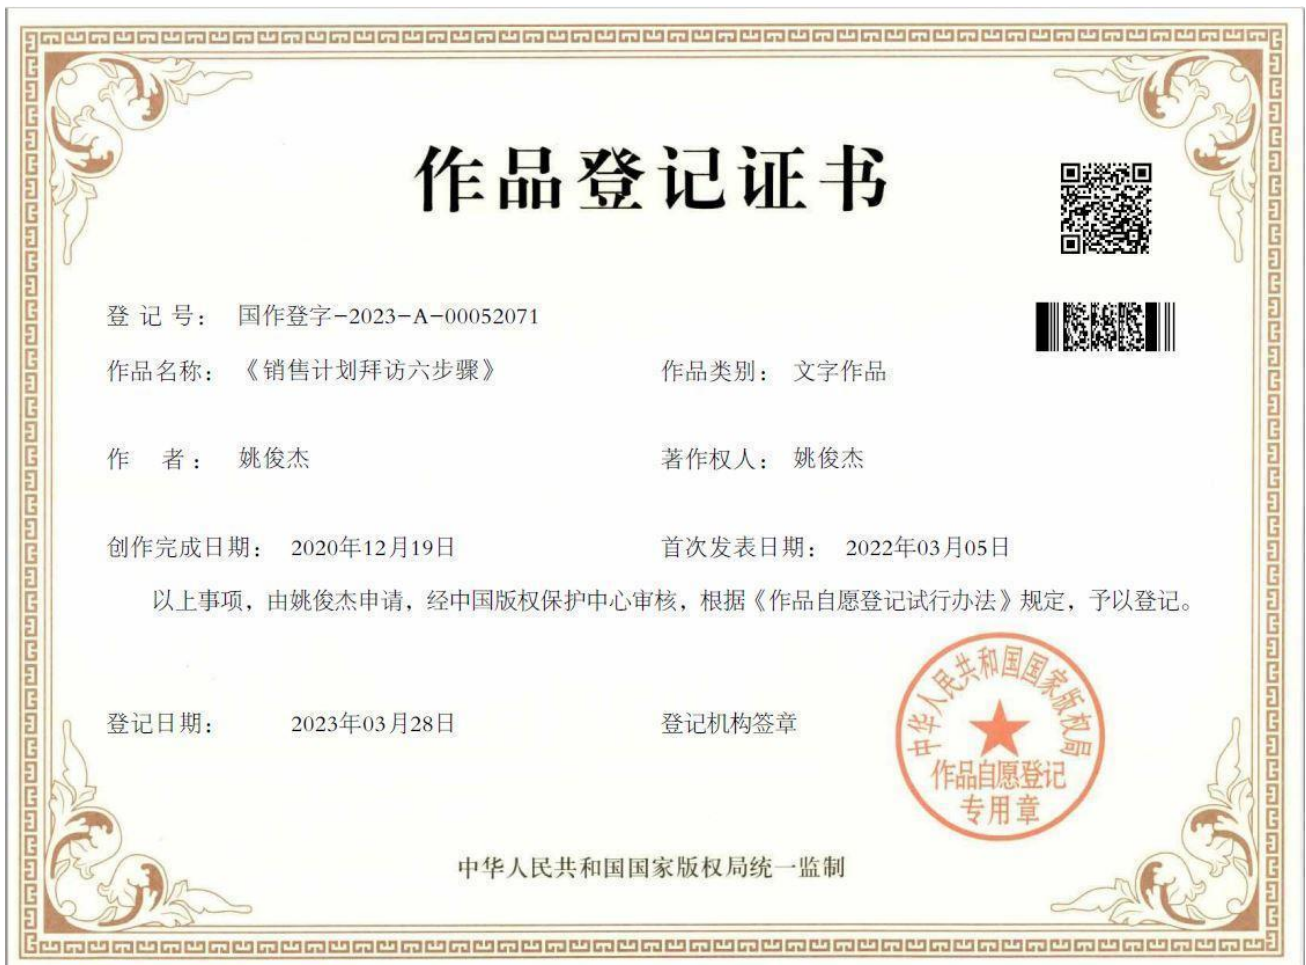 作品登记证书
登 记 号： 国作登字-2023-A-00052071
作品名称： 《销售计划拜访六步骤》 作品类别： 文字作品
作 者： 姚俊杰 著作权人： 姚俊杰
创作完成日期： 2020年12月19日 首次发表日期： 2022年03月05日
以上事项，由姚俊杰申请，经中国版权保护中心审核，根据《作品自愿登记试行办法》规定，予以登记。
登记日期： 2023年03月28日 登记机构签章
中华人民共和国国家版权局
作品自愿登记
专用章
中华人民共和国国家版权局统一监制